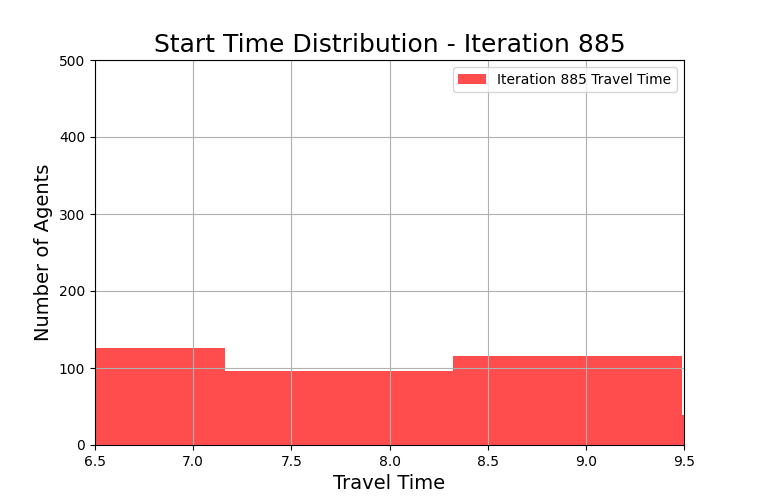 Start Time Distribution - Iteration 885
Iteration 885 Travel Time
Number of Agents
500
400
300
200
100
0
6.5 7.0 7.5 8.0 8.5 9.0 9.5
Travel Time